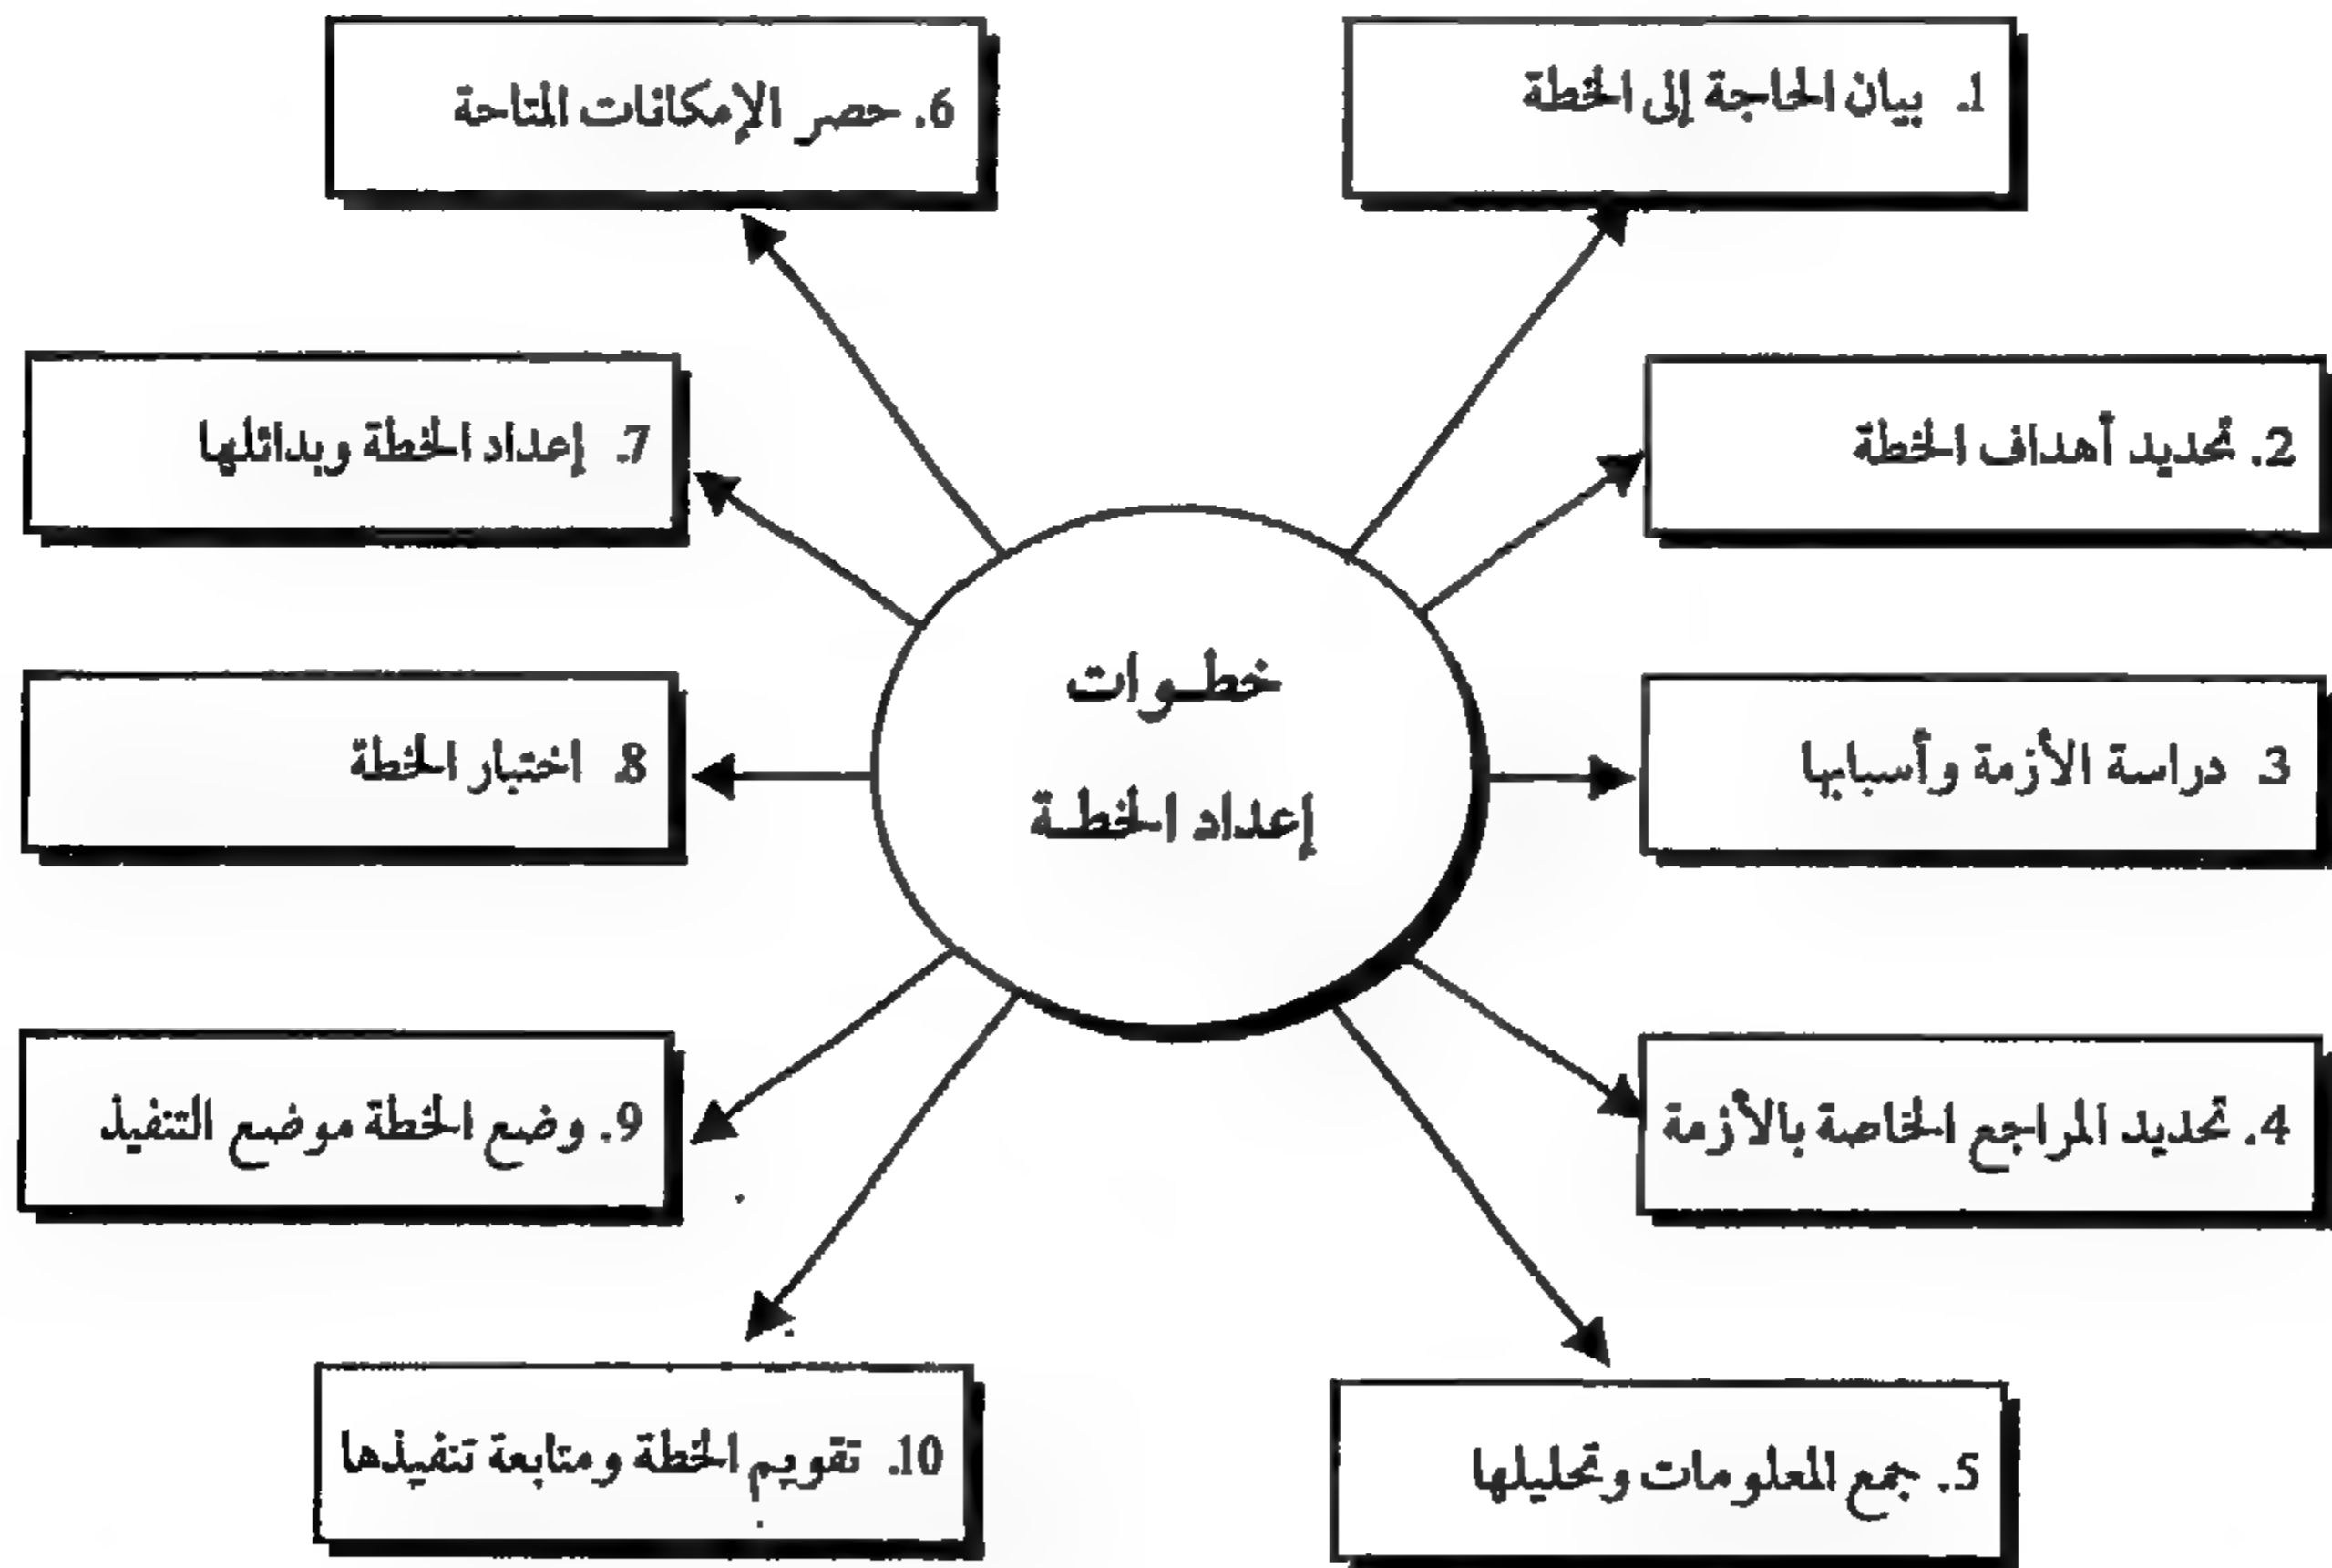 خطـوات
إعداد الخطـة
1. بيان الحاجة إلى الخطة
2. تحديد أهداف الخطة
3 دراسة الأزمة وأسبابها
4. تحديد المراجع الخاصة بالأزمة
5. جمع المعلومات وتحليلها
6. حصر الإمكانات المتاحة
7. إعداد الخطة وبدائلها
8. اختبار الخطة
9. وضع الخطة موضع التنفيذ
10. تقويم الخطة ومتابعة تنفيذها